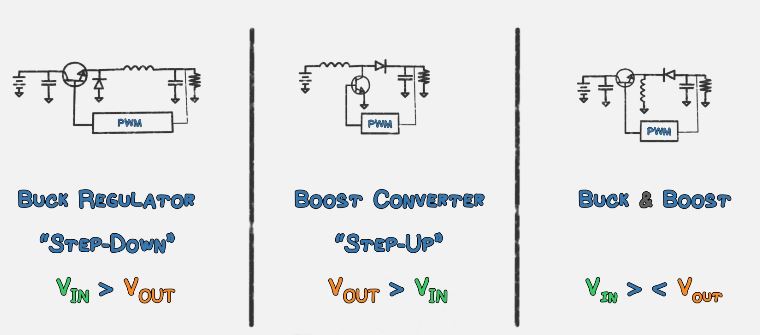 PWM
BUCK REGULATOR
"STEP-DOWN"
VIN > VOUT
PWM
BOOST CONVERTER
"STEP-UP"
VOUT > VIN
PWM
BUCK & BOOST
VIN > < VOUT